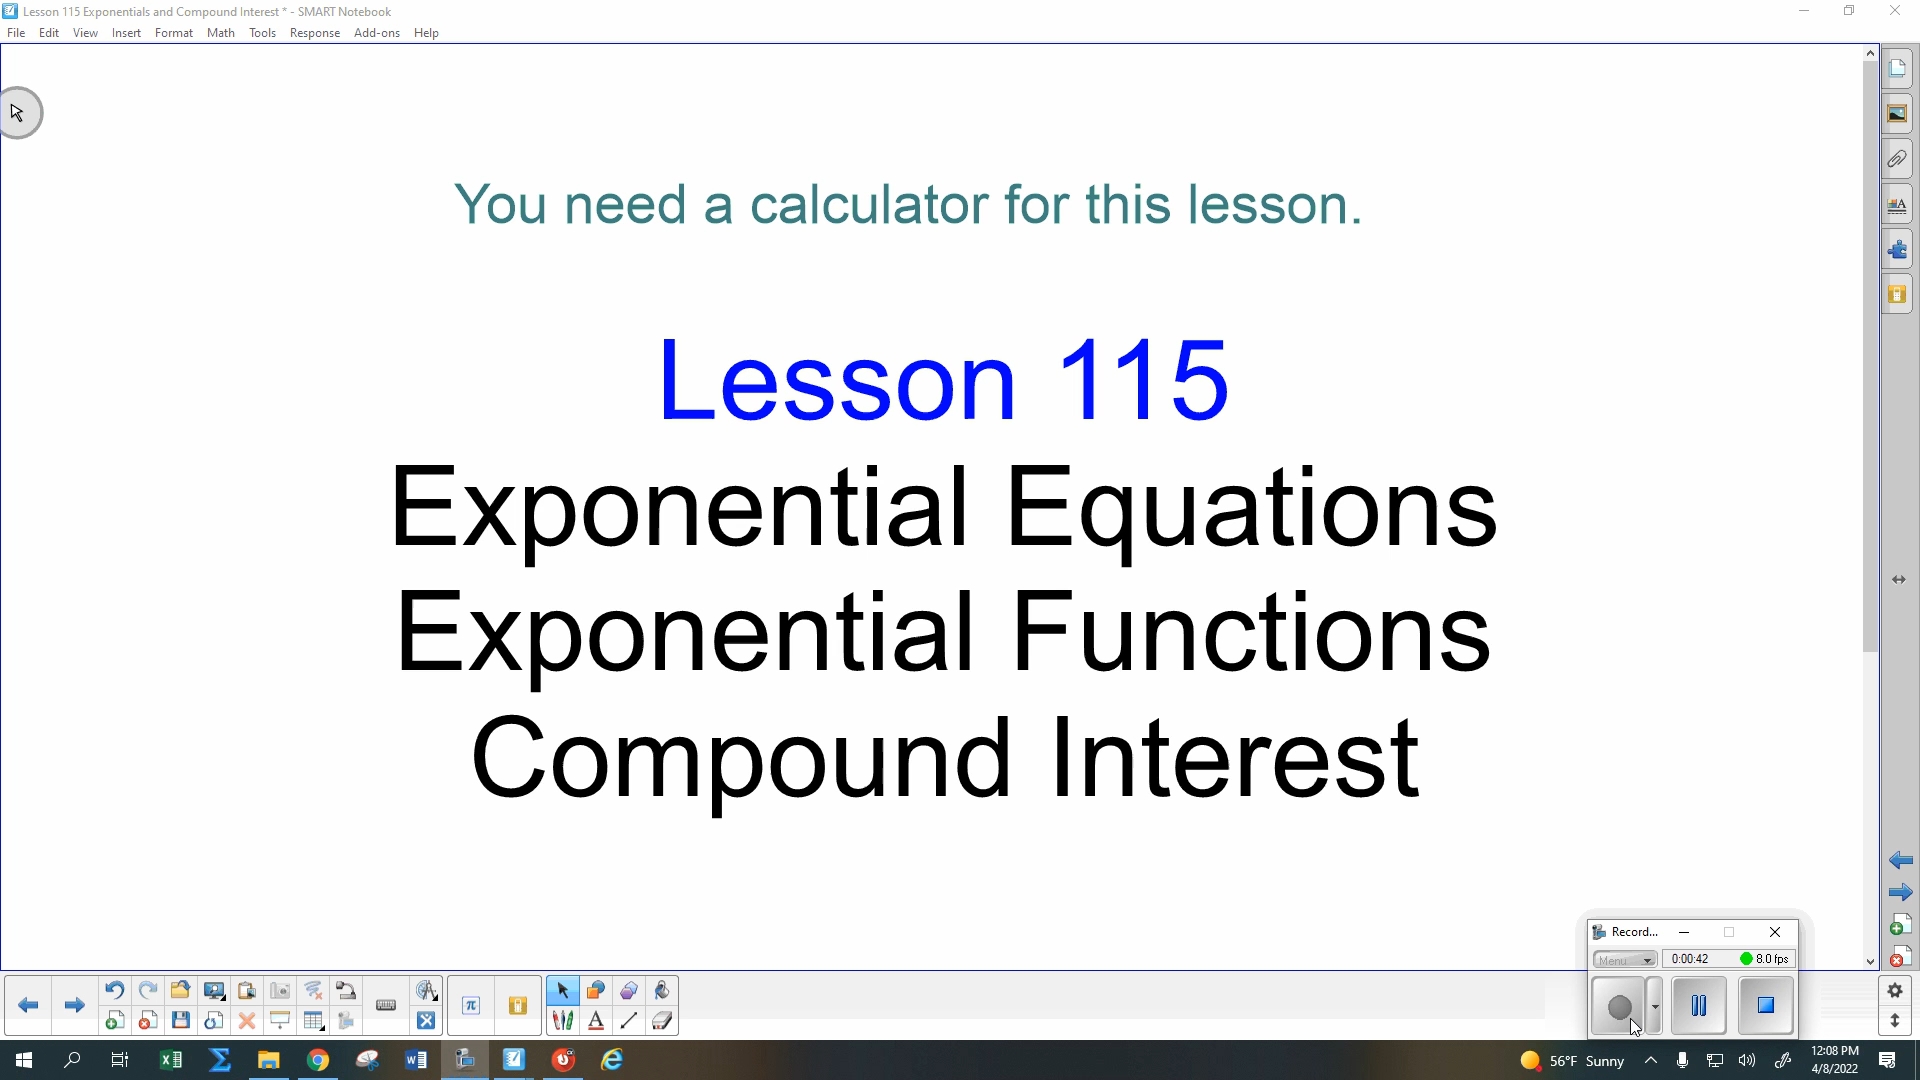 Lesson 115 Exponentials and Compound Interest * - SMART Notebook
File Edit View Insert Format Math Tools Response Add-ons Help
You need a calculator for this lesson.
Lesson 115
Exponential Equations
Exponential Functions
Compound Interest
Record...
Menu 0:00:42 8.0 fps
56°F Sunny
12:08 PM
4/8/2022